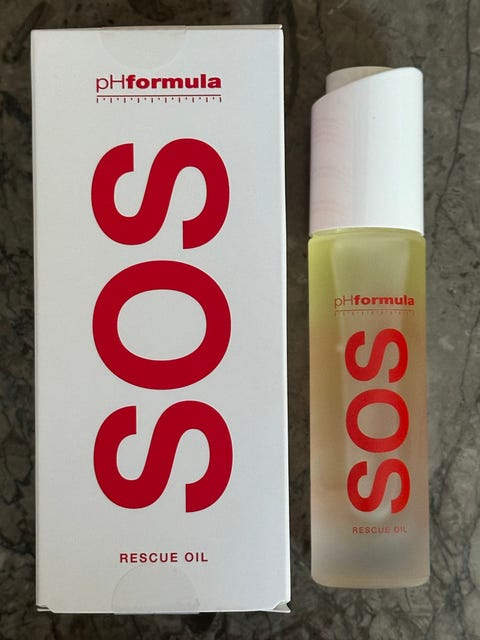 pHformula
SOS
RESCUE OIL
pHformula
SOS
RESCUE OIL